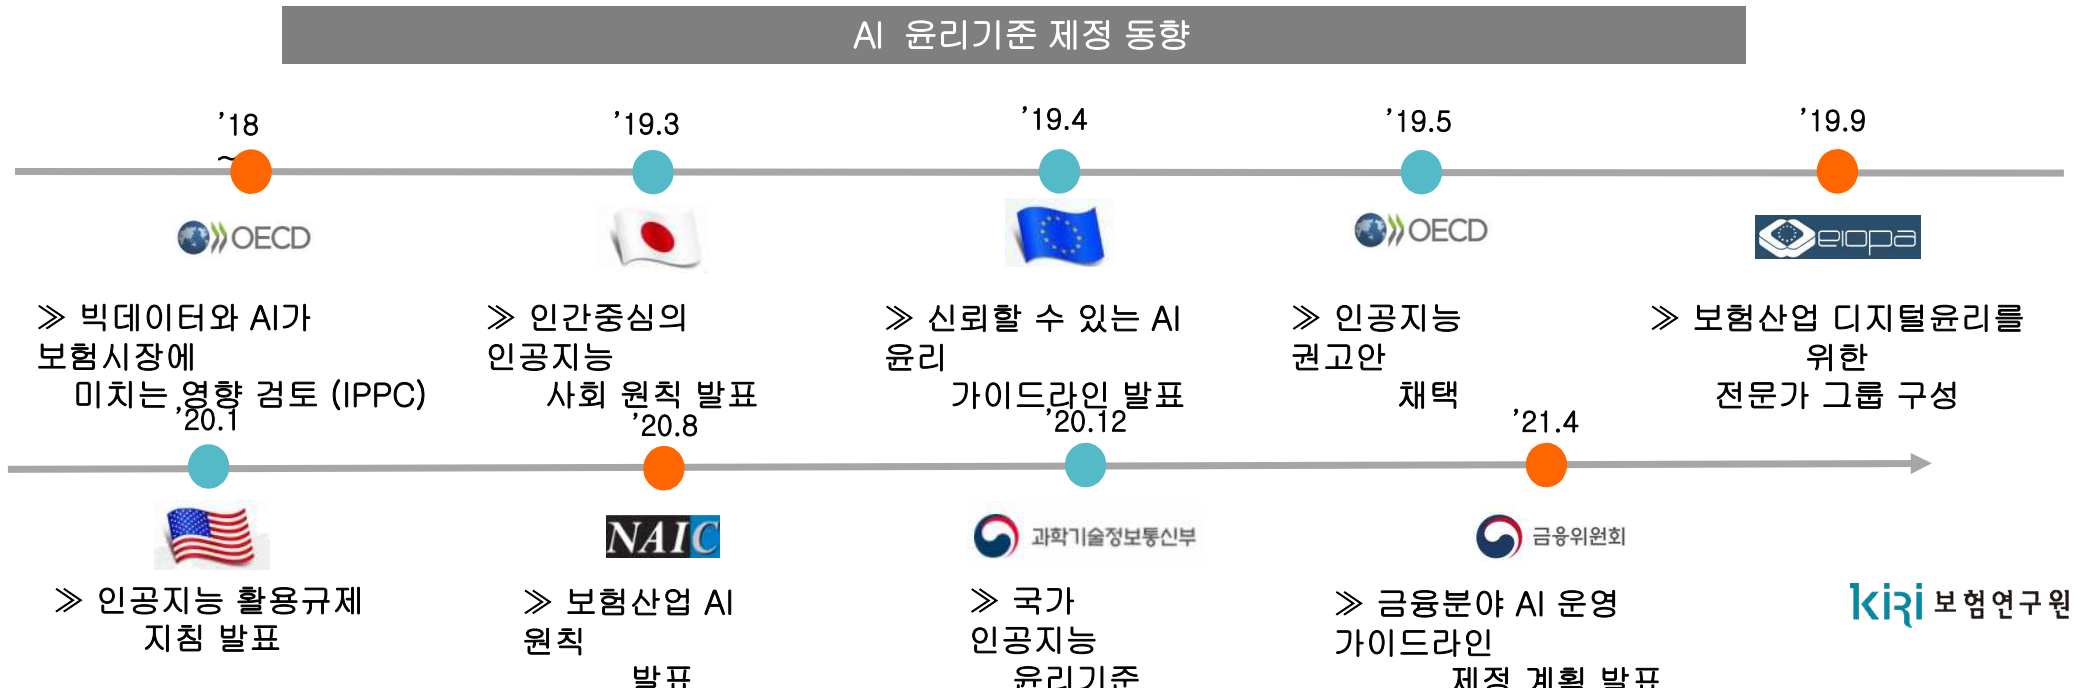 AI 윤리기준 제정 동향
’18
~
’19.3
’19.4
’19.5
’19.9
OECD
OECD
eiopa
≫ 빅데이터와 AI가
보험시장에
미치는 영향 검토 (IPPC)
≫ 인간중심의
인공지능
사회 원칙 발표
≫ 신뢰할 수 있는 AI
윤리
가이드라인 발표
≫ 인공지능
권고안
채택
≫ 보험산업 디지털윤리를
위한
전문가 그룹 구성
’20.1
’20.8
’20.12
’21.4
NAIC
과학기술정보통신부
금융위원회
≫ 인공지능 활용규제
지침 발표
≫ 보험산업 AI
원칙
발표
≫ 국가
인공지능
윤리기준
≫ 금융분야 AI 운영
가이드라인
제정 계획 발표
kiri 보험연구원